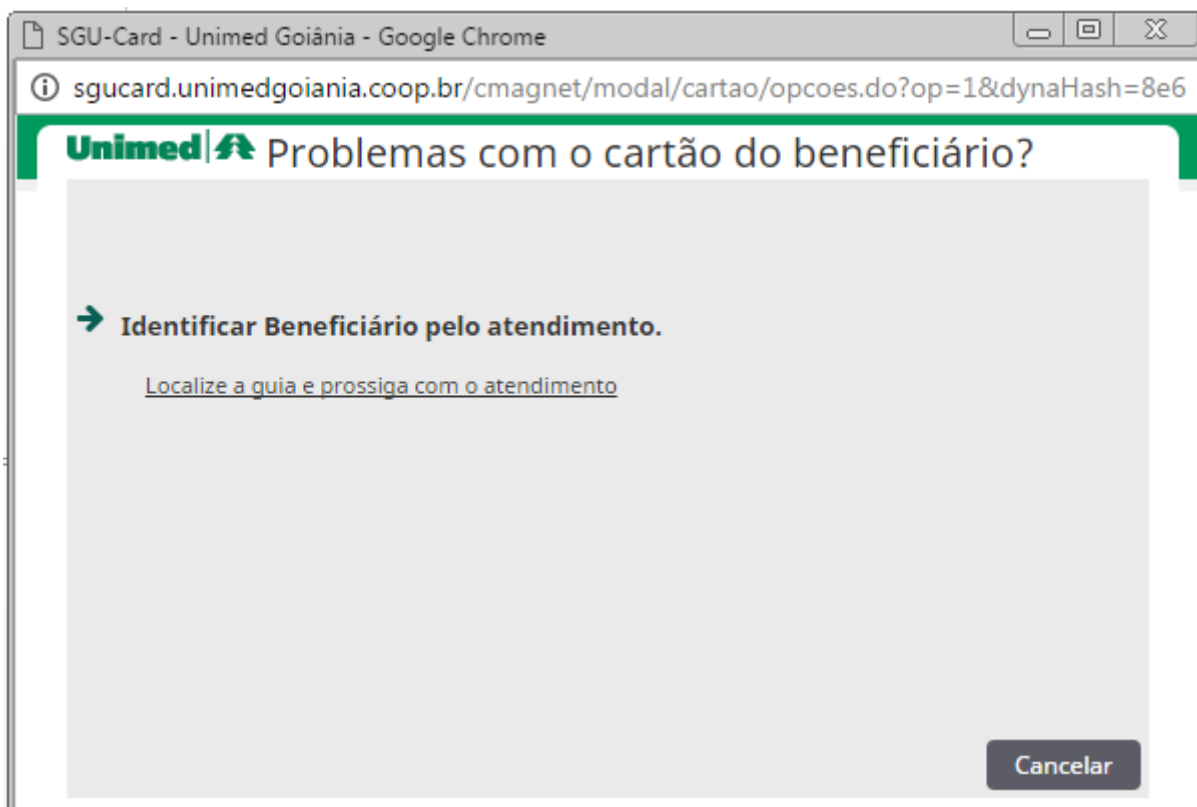 SGU-Card - Unimed Goiânia - Google Chrome
sgucard.unimedgoiania.coop.br/cmagnet/modal/cartao/opcoes.do?op=1&dynaHash=8e6
Unimed Problemas com o cartão do beneficiário?
Identificar Beneficiário pelo atendimento.
Localize a guia e prossiga com o atendimento
Cancelar